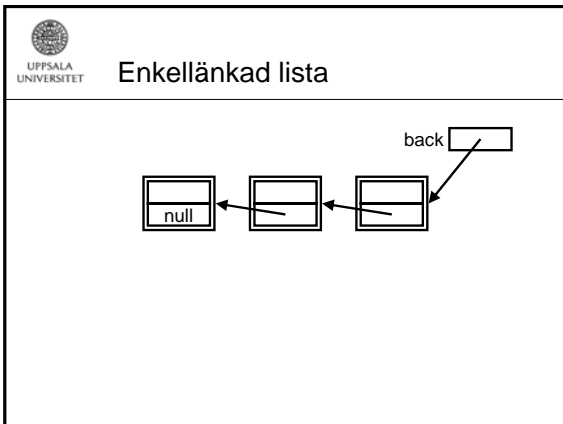 UPPSALA
UNIVERSITET
Enkellänkad lista
back
null